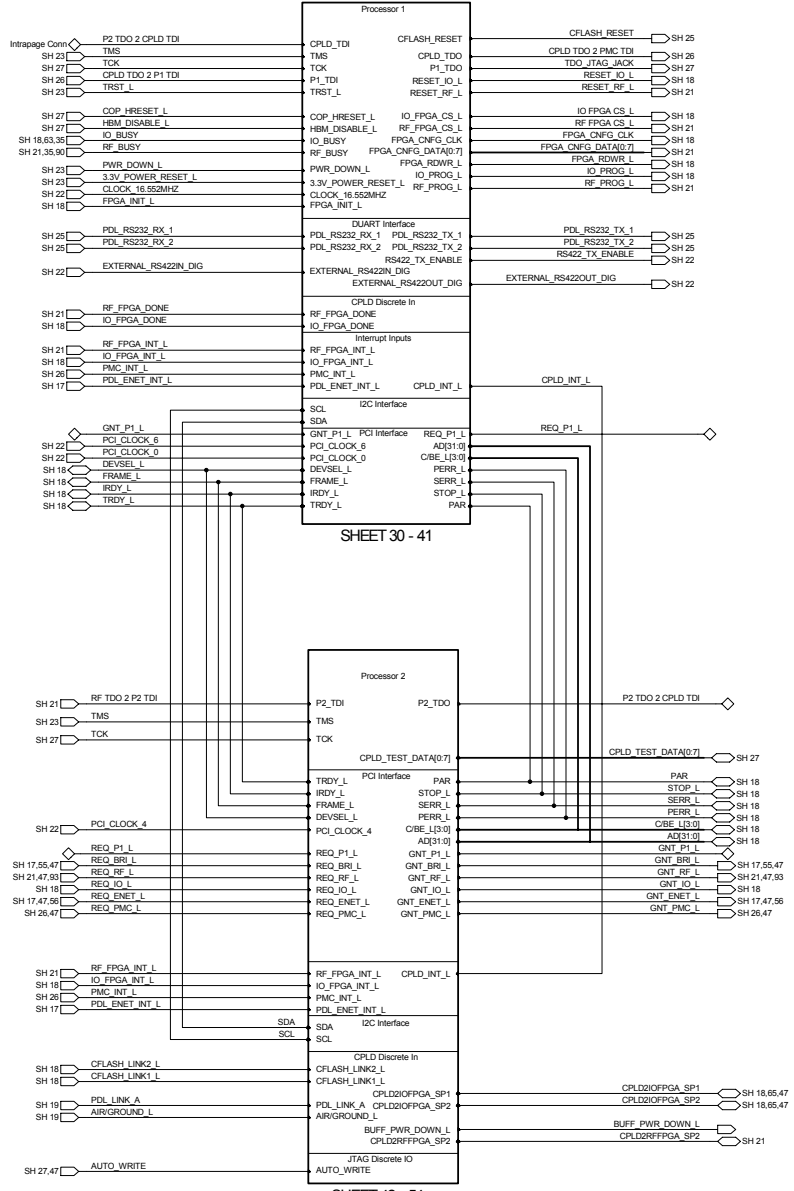 Processor 1
Intrapage Conn P2 TDO 2 CPLD TDI CPLD_TDI CFLASH_RESET CFLASH_RESET SH 25
SH 23 TMS TMS CPLD_TDO CPLD TDO 2 PMC TDI SH 26
SH 27 TCK TCK P1_TDO TDO_JTAG_JACK SH 27
SH 26 CPLD TDO 2 P1 TDI P1_TDI RESET_IO_L RESET_IO_L SH 18
SH 23 TRST_L TRST_L RESET_RF_L RESET_RF_L SH 21
SH 27 COP_HRESET_L COP_HRESET_L IO_FPGA_CS_L IO FPGA CS_L SH 18
SH 27 HBM_DISABLE_L HBM_DISABLE_L RF_FPGA_CS_L RF FPGA CS_L SH 21
SH 18,63,35 IO_BUSY IO_BUSY FPGA_CNFG_CLK FPGA_CNFG_CLK SH 18
SH 21,35,90 RF_BUSY RF_BUSY FPGA_CNFG_DATA[0:7] FPGA_CNFG_DATA[0:7] SH 21
SH 23 PWR_DOWN_L PWR_DOWN_L FPGA_RDWR_L FPGA_RDWR_L SH 18
SH 23 3.3V_POWER_RESET_L 3.3V_POWER_RESET_L IO_PROG_L IO_PROG_L SH 18
SH 22 CLOCK_16.552MHZ CLOCK_16.552MHZ RF_PROG_L RF_PROG_L SH 21
SH 18 FPGA_INIT_L FPGA_INIT_L
DUART Interface
SH 25 PDL_RS232_RX_1 PDL_RS232_RX_1 PDL_RS232_TX_1 PDL_RS232_TX_1 SH 25
SH 25 PDL_RS232_RX_2 PDL_RS232_RX_2 PDL_RS232_TX_2 PDL_RS232_TX_2 SH 25
RS422_TX_ENABLE RS422_TX_ENABLE SH 22
SH 22 EXTERNAL_RS422IN_DIG EXTERNAL_RS422IN_DIG
EXTERNAL_RS422OUT_DIG EXTERNAL_RS422OUT_DIG SH 22
CPLD Discrete In
SH 21 RF_FPGA_DONE RF_FPGA_DONE
SH 18 IO_FPGA_DONE IO_FPGA_DONE
Interrupt Inputs
SH 21 RF_FPGA_INT_L RF_FPGA_INT_L
SH 18 IO_FPGA_INT_L IO_FPGA_INT_L
SH 26 PMC_INT_L PMC_INT_L
SH 17 PDL_ENET_INT_L PDL_ENET_INT_L CPLD_INT_L CPLD_INT_L
I2C Interface
SCL
SDA
PCI Interface
GNT_P1_L GNT_P1_L REQ_P1_L REQ_P1_L
SH 22 PCI_CLOCK_6 PCI_CLOCK_6 AD[31:0]
SH 22 PCI_CLOCK_0 PCI_CLOCK_0 C/BE_L[3:0]
SH 18 DEVSEL_L DEVSEL_L PERR_L
SH 18 FRAME_L FRAME_L SERR_L
SH 18 IRDY_L IRDY_L STOP_L
SH 18 TRDY_L TRDY_L PAR
SHEET 30 - 41
Processor 2
SH 21 RF TDO 2 P2 TDI P2_TDI P2_TDO P2 TDO 2 CPLD TDI
SH 23 TMS TMS
SH 27 TCK TCK
CPLD_TEST_DATA[0:7] CPLD_TEST_DATA[0:7] SH 27
PCI Interface
TRDY_L PAR PAR SH 18
IRDY_L STOP_L STOP_L SH 18
FRAME_L SERR_L SERR_L SH 18
DEVSEL_L PERR_L PERR_L SH 18
SH 22 PCI_CLOCK_4 PCI_CLOCK_4 C/BE_L[3:0] C/BE_L[3:0] SH 18
AD[31:0] AD[31:0] SH 18
REQ_P1_L REQ_P1_L GNT_P1_L GNT_P1_L
SH 17,55,47 REQ_BRI_L REQ_BRI_L GNT_BRI_L GNT_BRI_L SH 17,55,47
SH 21,47,93 REQ_RF_L REQ_RF_L GNT_RF_L GNT_RF_L SH 21,47,93
SH 18 REQ_IO_L REQ_IO_L GNT_IO_L GNT_IO_L SH 18
SH 17,47,56 REQ_ENET_L REQ_ENET_L GNT_ENET_L GNT_ENET_L SH 17,47,56
SH 26,47 REQ_PMC_L REQ_PMC_L GNT_PMC_L GNT_PMC_L SH 26,47
SH 21 RF_FPGA_INT_L RF_FPGA_INT_L CPLD_INT_L
SH 18 IO_FPGA_INT_L IO_FPGA_INT_L
SH 26 PMC_INT_L PMC_INT_L
SH 17 PDL_ENET_INT_L PDL_ENET_INT_L
I2C Interface
SDA SDA
SCL SCL
CPLD Discrete In
SH 18 CFLASH_LINK2_L CFLASH_LINK2_L
SH 18 CFLASH_LINK1_L CFLASH_LINK1_L
CPLD2IOFPGA_SP1 CPLD2IOFPGA_SP1 SH 18,65,47
SH 19 PDL_LINK_A PDL_LINK_A CPLD2IOFPGA_SP2 CPLD2IOFPGA_SP2 SH 18,65,47
SH 19 AIR/GROUND_L AIR/GROUND_L
BUFF_PWR_DOWN_L BUFF_PWR_DOWN_L
CPLD2RFFPGA_SP2 CPLD2RFFPGA_SP2 SH 21
JTAG Discrete IO
SH 27,47 AUTO_WRITE AUTO_WRITE